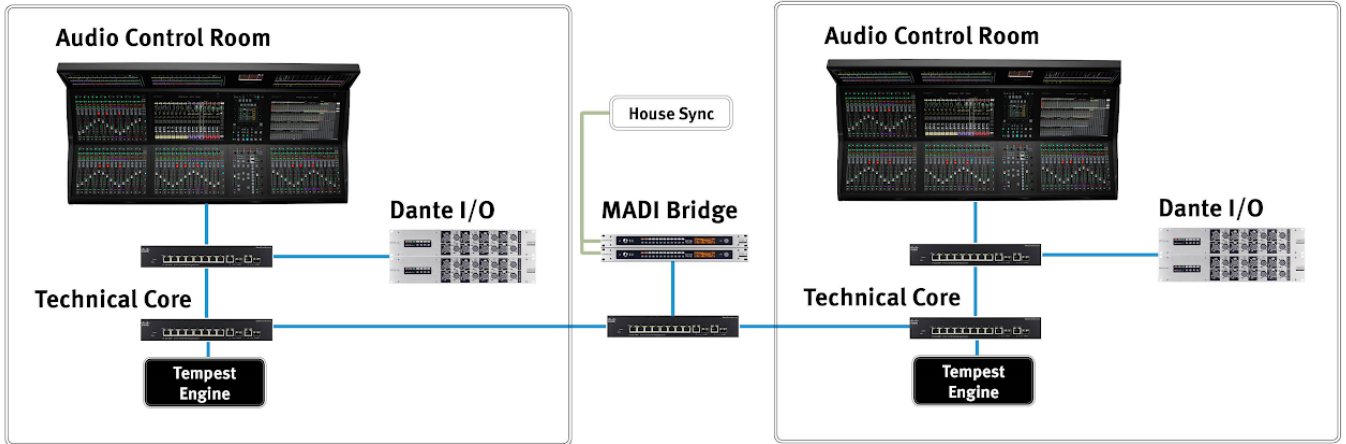 Audio Control Room
Audio Control Room
House Sync
Dante I/O
MADI Bridge
Dante I/O
Technical Core
Technical Core
Tempest
Engine
Tempest
Engine